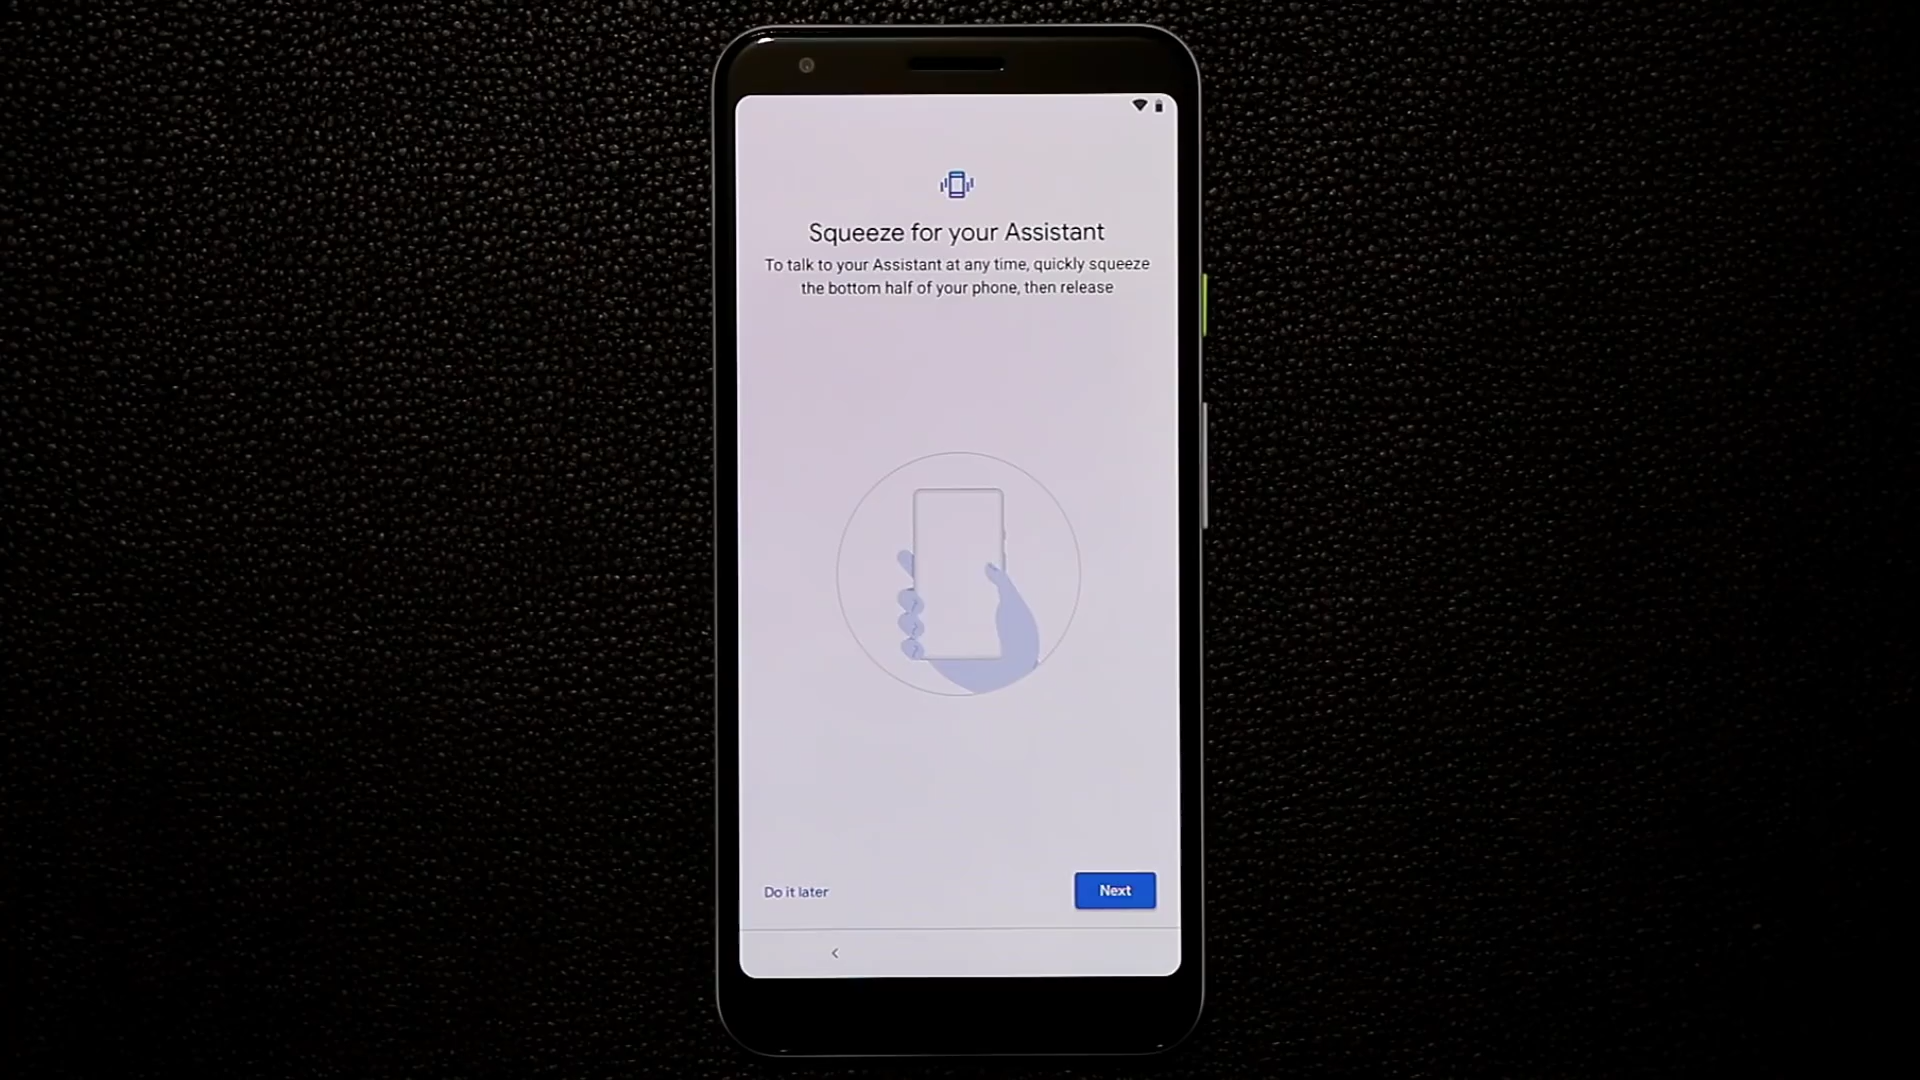 Squeeze for your Assistant
To talk to your Assistant at any time, quickly squeeze
the bottom half of your phone, then release
Do it later
Next